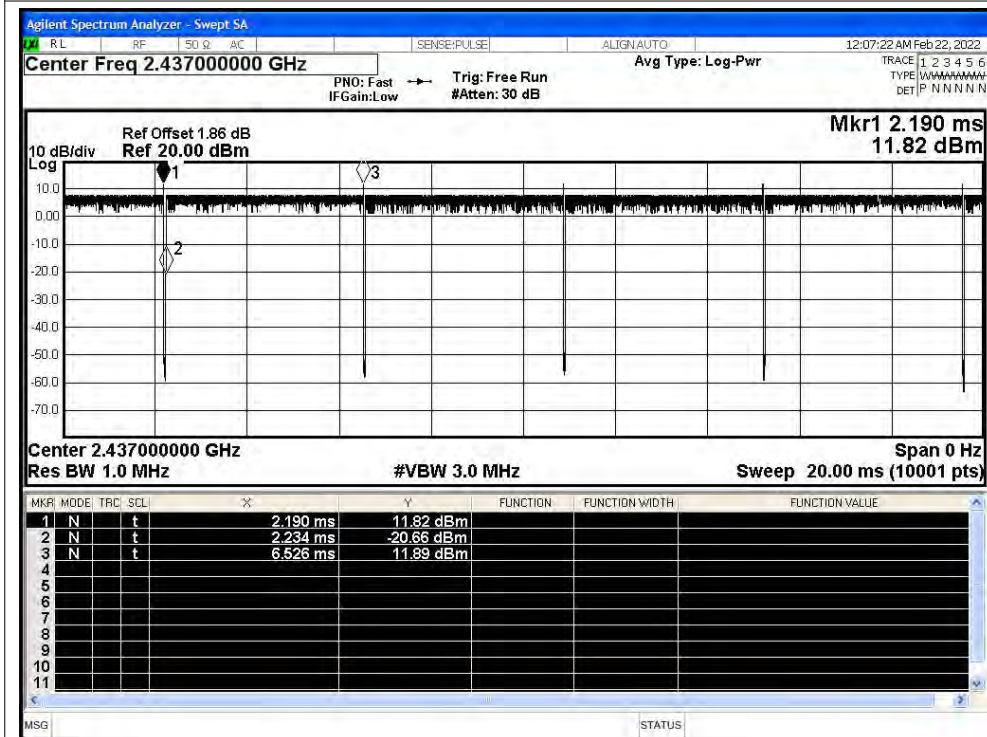 Agilent Spectrum Analyzer - Swept SA
LXI RL RF 50 Ω AC SENSE:PULSE ALIGN AUTO 12:07:22 AM Feb 22, 2022
Center Freq 2.437000000 GHz Avg Type: Log-Pwr TRACE 1 2 3 4 5 6
PNO: Fast Trig: Free Run TYPE
IFGain:Low #Atten: 30 dB DET P N N N N N
Mkr1 2.190 ms
11.82 dBm
Ref Offset 1.86 dB
10 dB/div Ref 20.00 dBm
Log
1 3
10.0
0.00
-10.0
2
-20.0
-30.0
-40.0
-50.0
-60.0
-70.0
Center 2.437000000 GHz Span 0 Hz
Res BW 1.0 MHz #VBW 3.0 MHz Sweep 20.00 ms (10001 pts)
MKR MODE TRC SCL X Y FUNCTION FUNCTION WIDTH FUNCTION VALUE
1 N t 2.190 ms 11.82 dBm
2 N t 2.234 ms -20.66 dBm
3 N t 6.526 ms 11.89 dBm
4
5
6
7
8
9
10
11
MSG STATUS